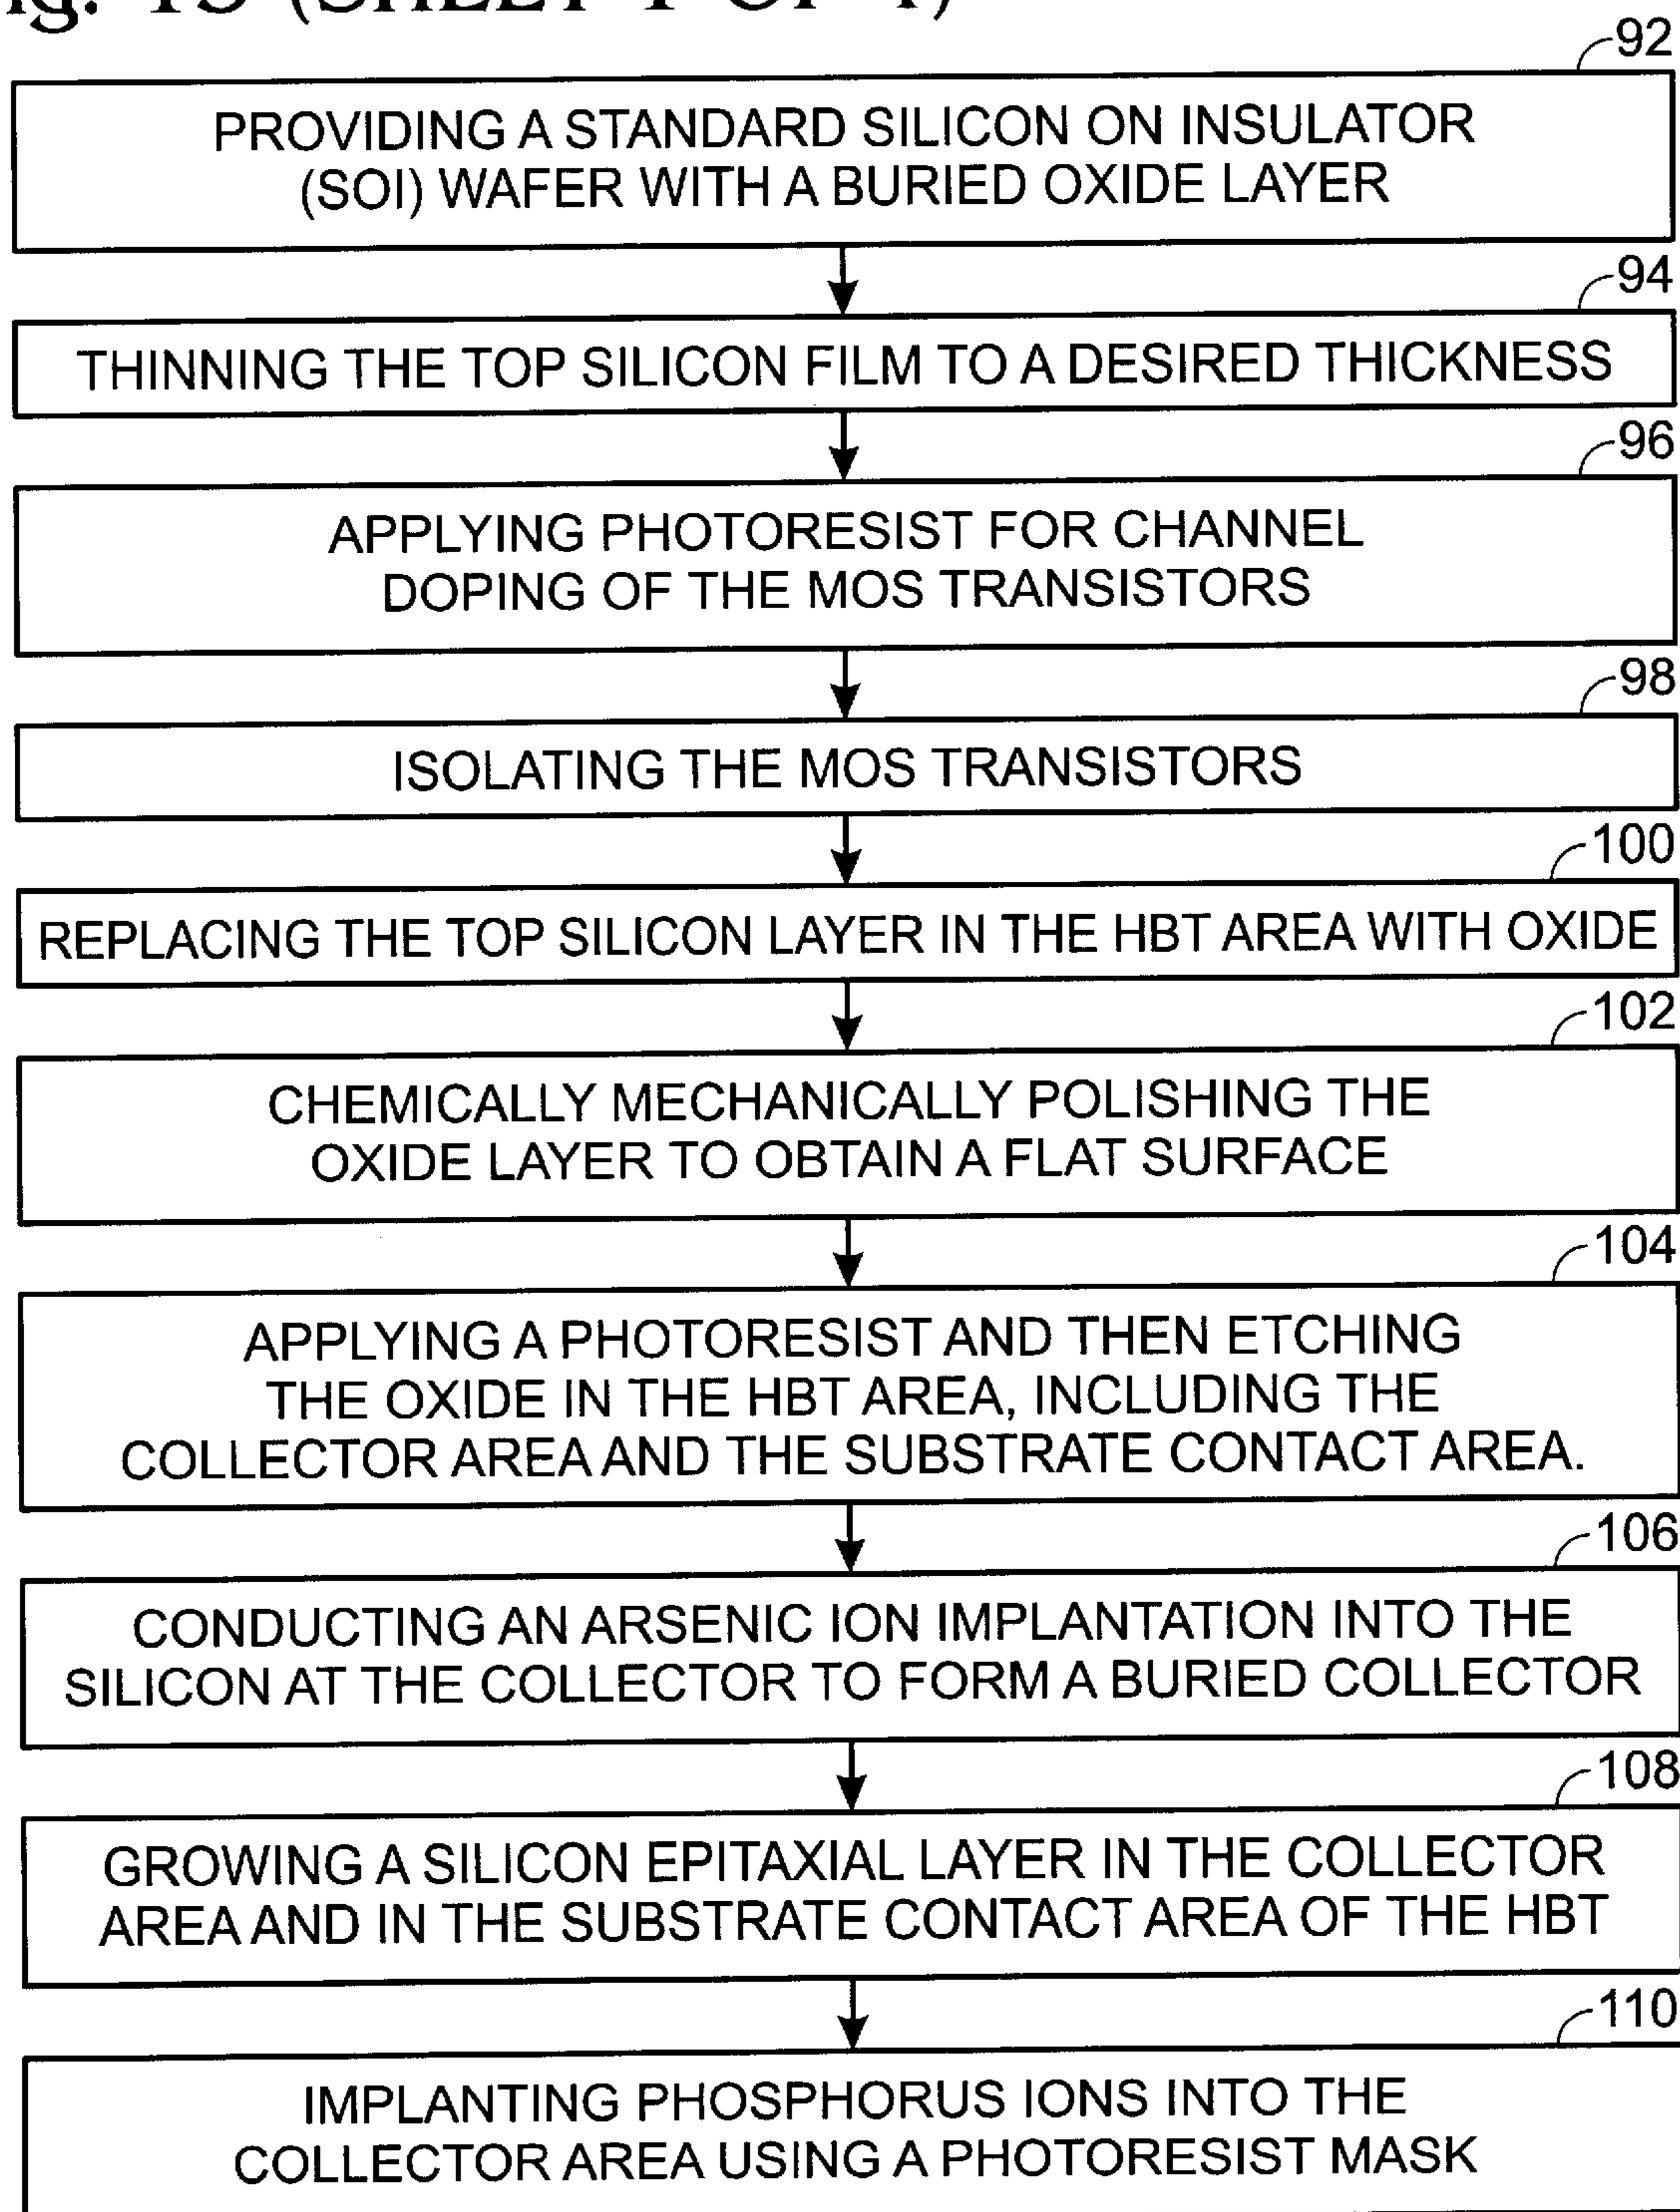 (SHEET 1 OF 4)
92
PROVIDING A STANDARD SILICON ON INSULATOR
(SOI) WAFER WITH A BURIED OXIDE LAYER
94
THINNING THE TOP SILICON FILM TO A DESIRED THICKNESS
96
APPLYING PHOTORESIST FOR CHANNEL
DOPING OF THE MOS TRANSISTORS
98
ISOLATING THE MOS TRANSISTORS
100
REPLACING THE TOP SILICON LAYER IN THE HBT AREA WITH OXIDE
102
CHEMICALLY MECHANICALLY POLISHING THE
OXIDE LAYER TO OBTAIN A FLAT SURFACE
104
APPLYING A PHOTORESIST AND THEN ETCHING
THE OXIDE IN THE HBT AREA, INCLUDING THE
COLLECTOR AREA AND THE SUBSTRATE CONTACT AREA.
106
CONDUCTING AN ARSENIC ION IMPLANTATION INTO THE
SILICON AT THE COLLECTOR TO FORM A BURIED COLLECTOR
108
GROWING A SILICON EPITAXIAL LAYER IN THE COLLECTOR
AREA AND IN THE SUBSTRATE CONTACT AREA OF THE HBT
110
IMPLANTING PHOSPHORUS IONS INTO THE
COLLECTOR AREA USING A PHOTORESIST MASK